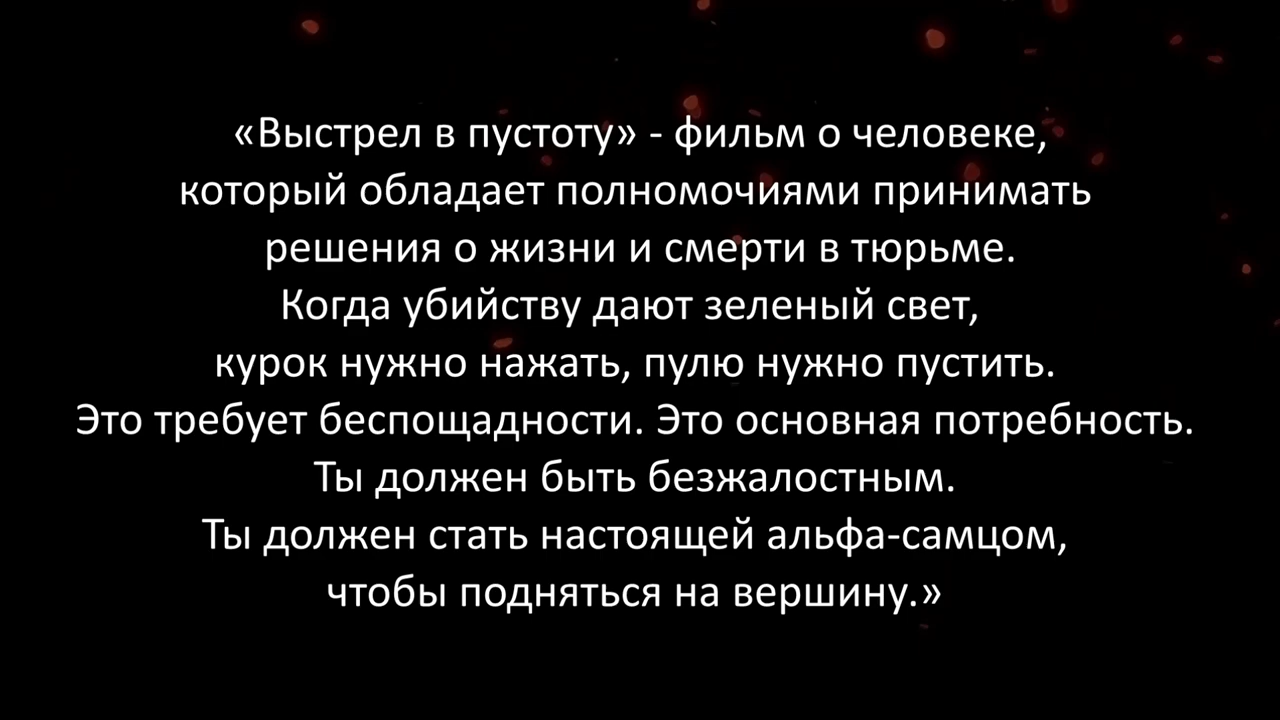 «Выстрел в пустоту» - фильм о человеке,
который обладает полномочиями принимать
решения о жизни и смерти в тюрьме.
Когда убийству дают зеленый свет,
курок нужно нажать, пулю нужно пустить.
Это требует беспощадности. Это основная потребность.
Ты должен быть безжалостным.
Ты должен стать настоящей альфа-самцом,
чтобы подняться на вершину.»